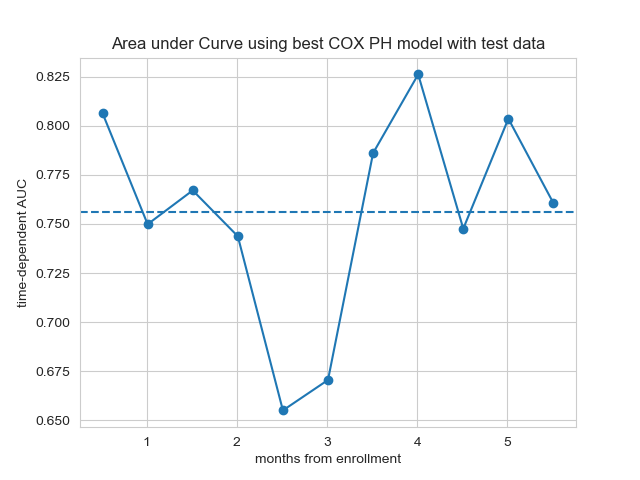 Area under Curve using best COX PH model with test data
time-dependent AUC
0.825
0.800
0.775
0.750
0.725
0.700
0.675
0.650
1 2 3 4 5
months from enrollment